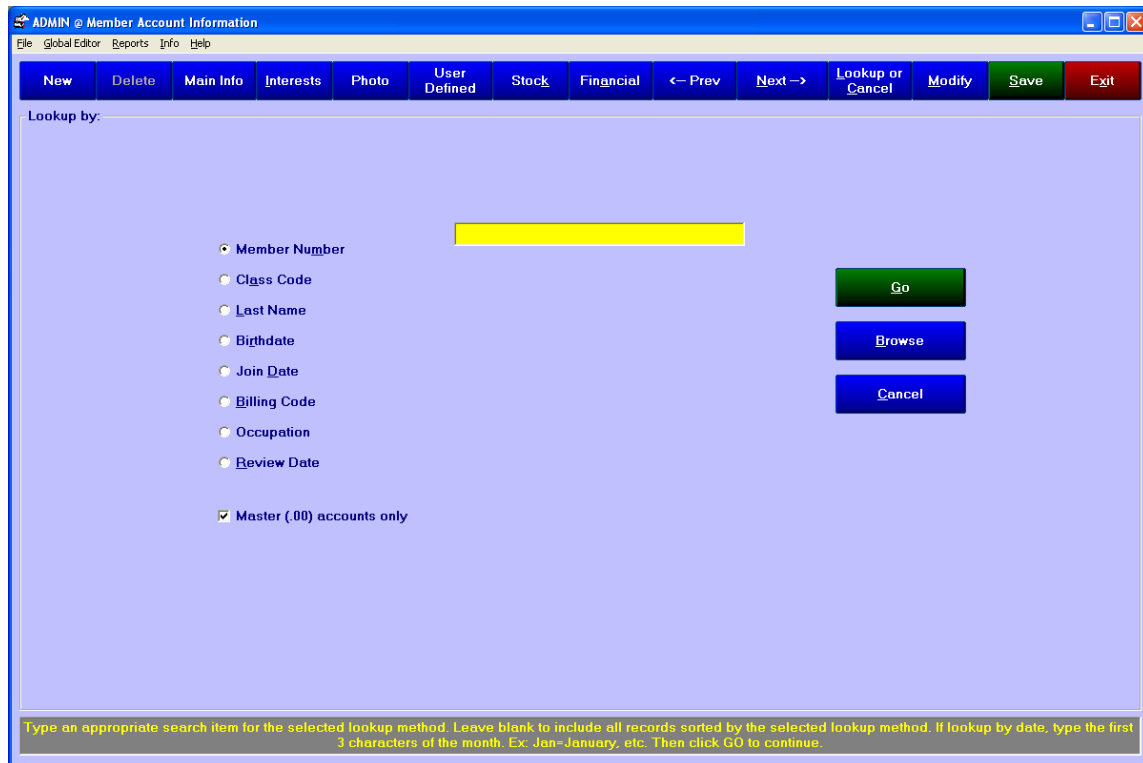 ADMIN @ Member Account Information
File Global Editor Reports Info Help
New Delete Main Info Interests Photo User Defined Stock Financial <-- Prev Next --> Lookup or Cancel Modify Save Exit
Lookup by:
Member Number
Class Code
Last Name
Birthdate
Join Date
Billing Code
Occupation
Review Date
Master (.00) accounts only
Go
Browse
Cancel
Type an appropriate search item for the selected lookup method. Leave blank to include all records sorted by the selected lookup method. If lookup by date, type the first
3 characters of the month. Ex: Jan=January, etc. Then click GO to continue.